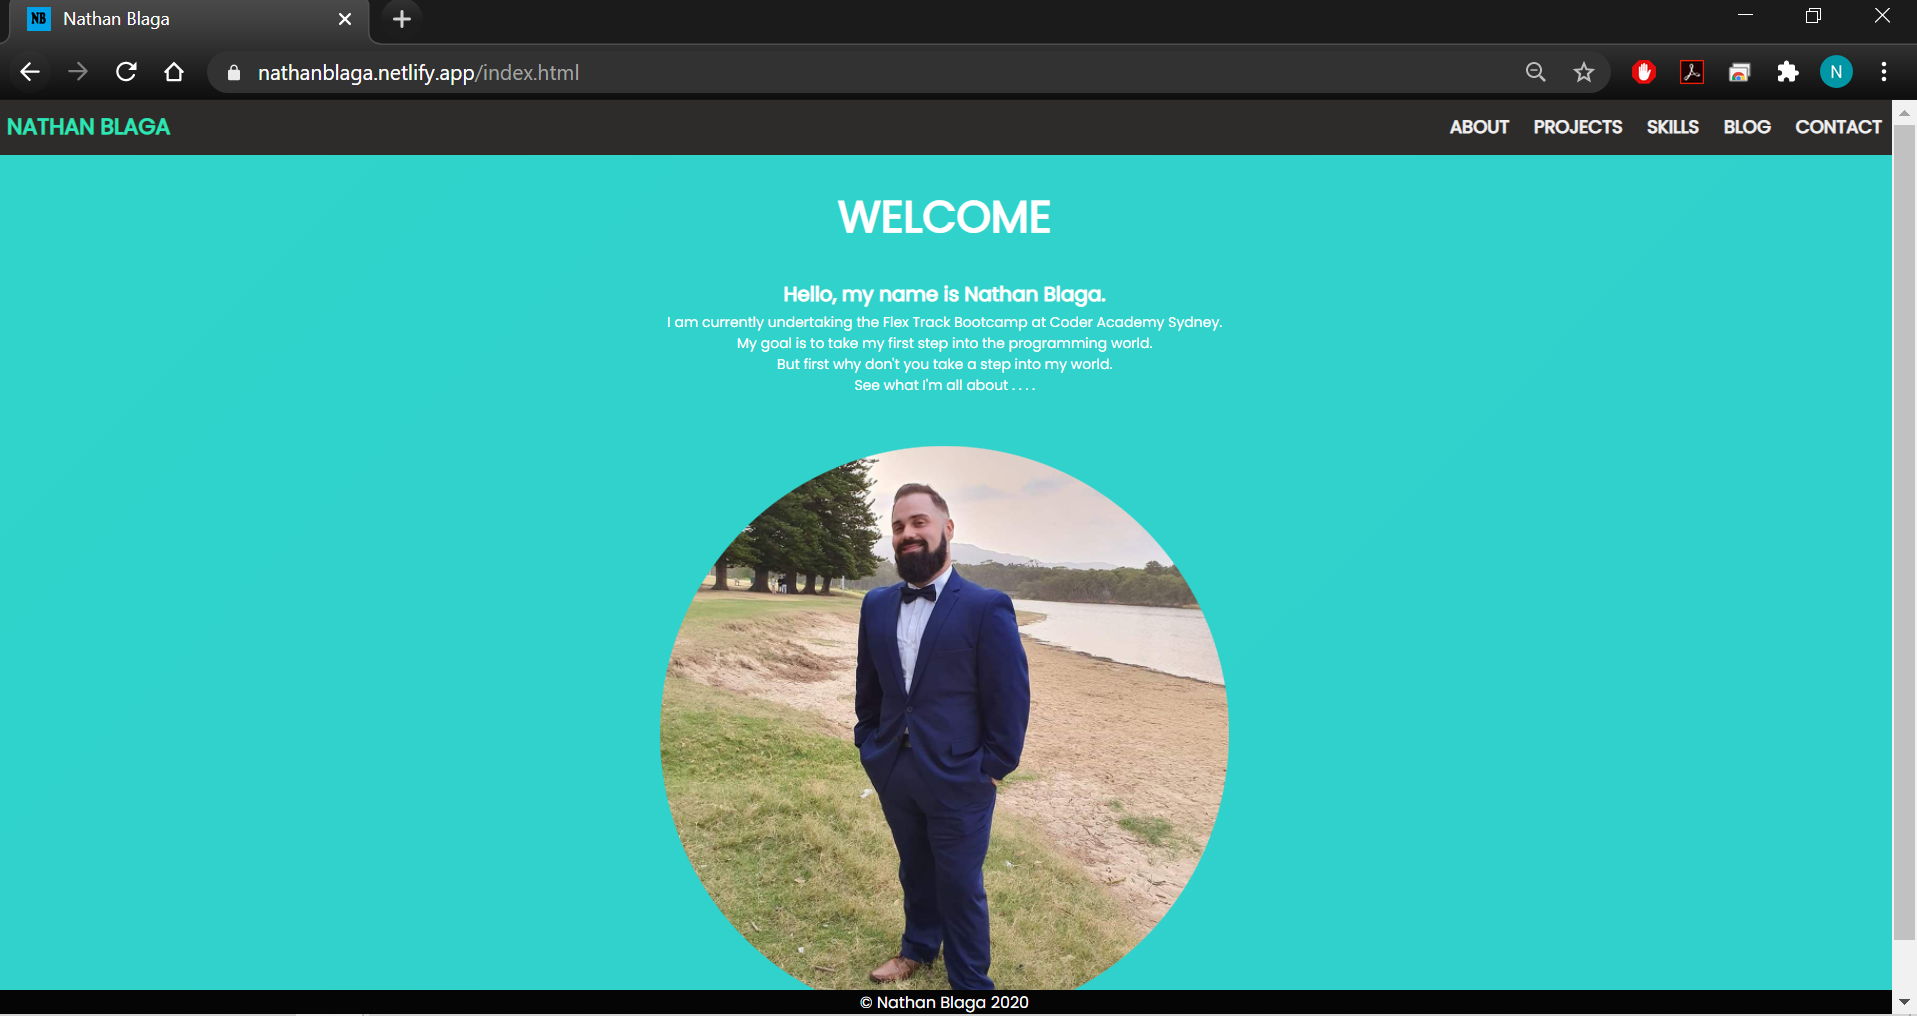 NB Nathan Blaga
nathanblaga.netlify.app/index.html
N
NATHAN BLAGA
ABOUT PROJECTS SKILLS BLOG CONTACT
WELCOME
Hello, my name is Nathan Blaga.
I am currently undertaking the Flex Track Bootcamp at Coder Academy Sydney.
My goal is to take my first step into the programming world.
But first why don't you take a step into my world.
See what I'm all about . . . .
© Nathan Blaga 2020